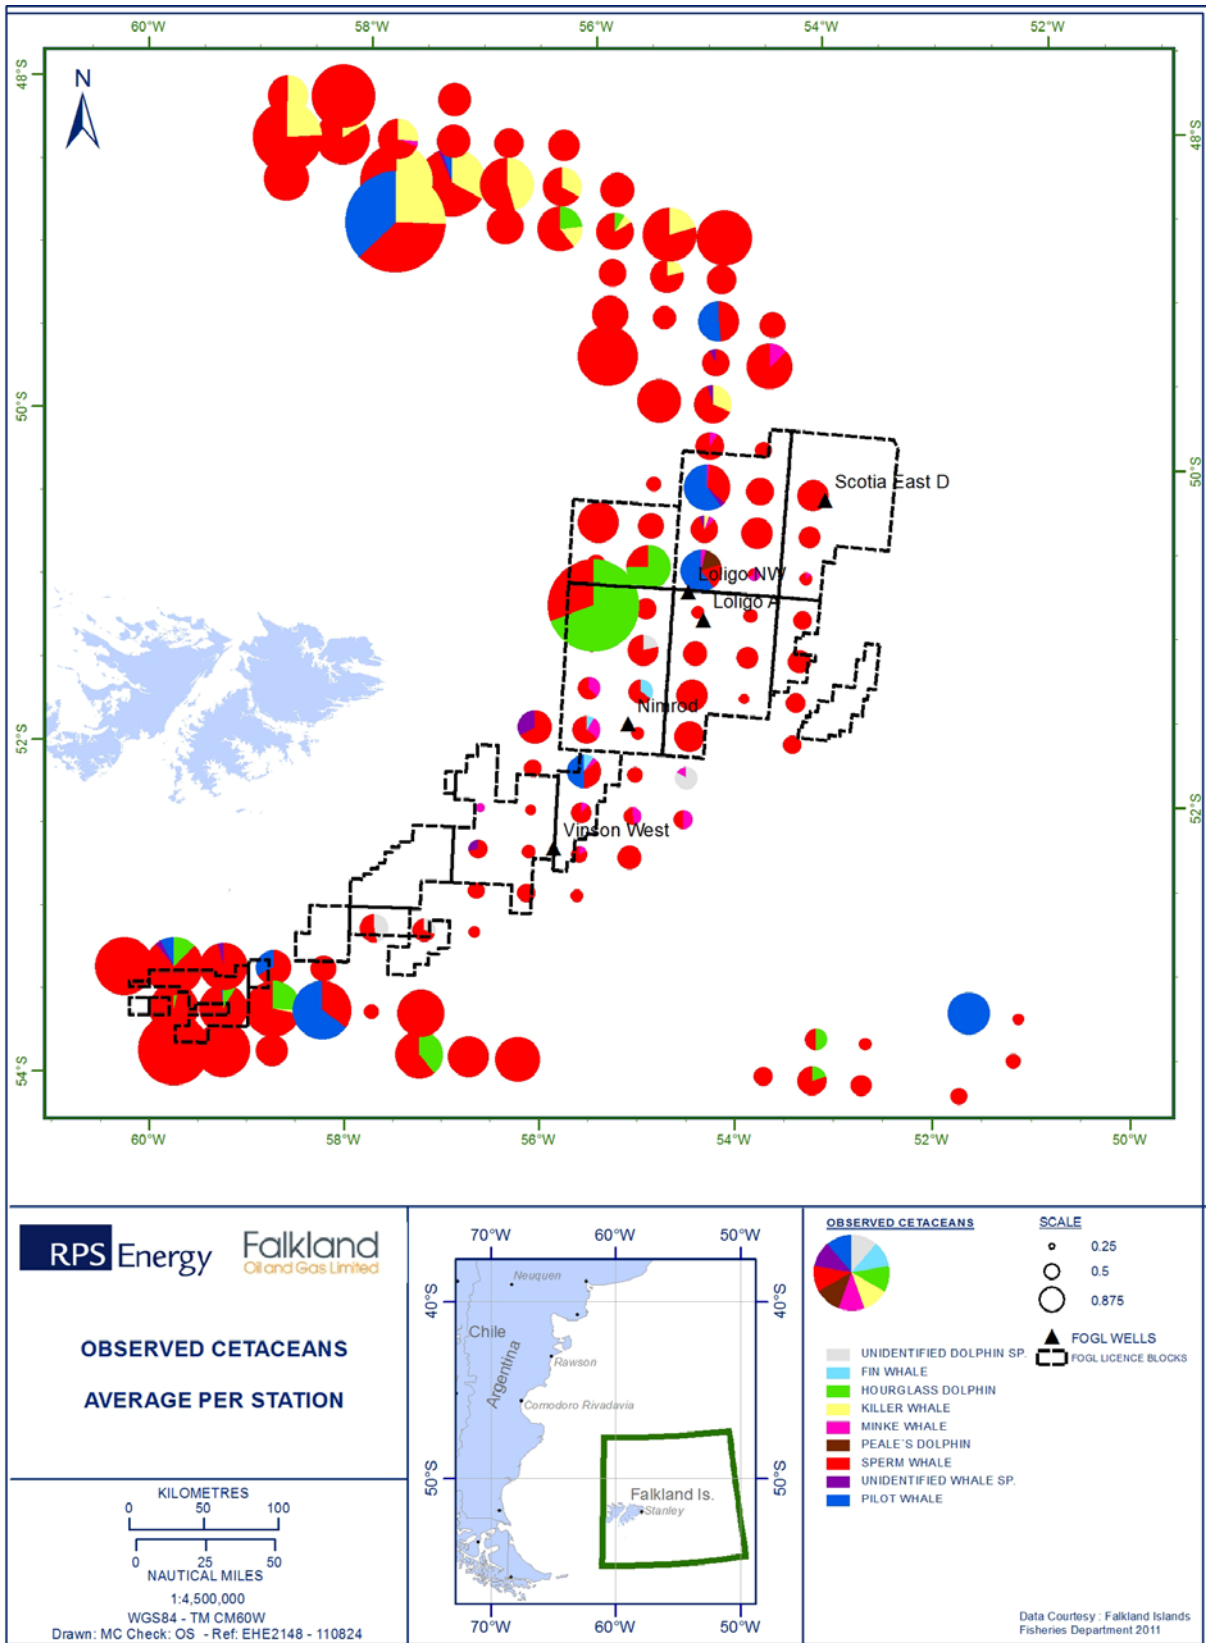 60°W 58°W 56°W 54°W 52°W
48°S
N
48°S
50°S
50°S
Scotia East D
Loligo NW
Loligo A
Nimrod
52°S
52°S
Vinson West
54°S
60°W 58°W 56°W 54°W 52°W 50°W
RPS Energy
Falkland
Oil and Gas Limited
OBSERVED CETACEANS
AVERAGE PER STATION
KILOMETRES
0 50 100
0 25 50
NAUTICAL MILES
1:4,500,000
WGS84 - TM CM60W
Drawn: MC Check: OS - Ref: EHE2148 - 110824
70°W 60°W 50°W
40°S
40°S
Neuquen
Chile
Argentina
Rawson
Comodoro Rivadavia
50°S
50°S
Falkland Is.
Stanley
70°W 60°W 50°W
OBSERVED CETACEANS
UNIDENTIFIED DOLPHIN SP.
FIN WHALE
HOURGLASS DOLPHIN
KILLER WHALE
MINKE WHALE
PEALE'S DOLPHIN
SPERM WHALE
UNIDENTIFIED WHALE SP.
PILOT WHALE
SCALE
0.25
0.5
0.875
FOGL WELLS
FOGL LICENCE BLOCKS
Data Courtesy : Falkland Islands
Fisheries Department 2011